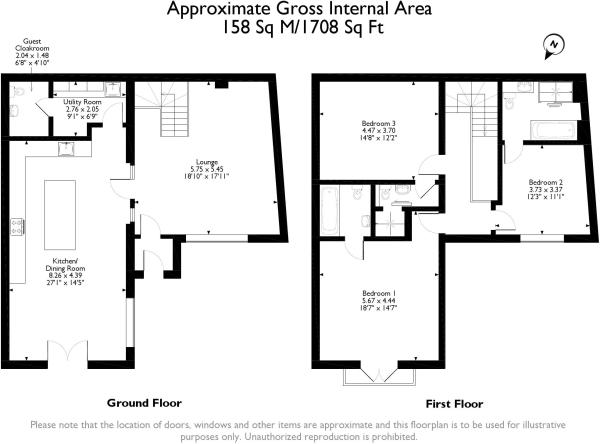 Approximate Gross Internal Area
158 Sq M/1708 Sq Ft
N
Guest
Cloakroom
2.04 x 1.48
6'8" x 4'10"
Utility Room
2.76 x 2.05
9'1" x 6'9"
Lounge
5.75 x 5.45
18'10" x 17'11"
Kitchen/
Dining Room
8.26 x 4.39
27'1" x 14'5"
Ground Floor
Bedroom 3
4.47 x 3.70
14'8" x 12'2"
Bedroom 2
3.73 x 3.37
12'3" x 11'1"
Bedroom 1
5.67 x 4.44
18'7" x 14'7"
First Floor
Please note that the location of doors, windows and other items are approximate and this floorplan is to be used for illustrative
purposes only. Unauthorized reproduction is prohibited.